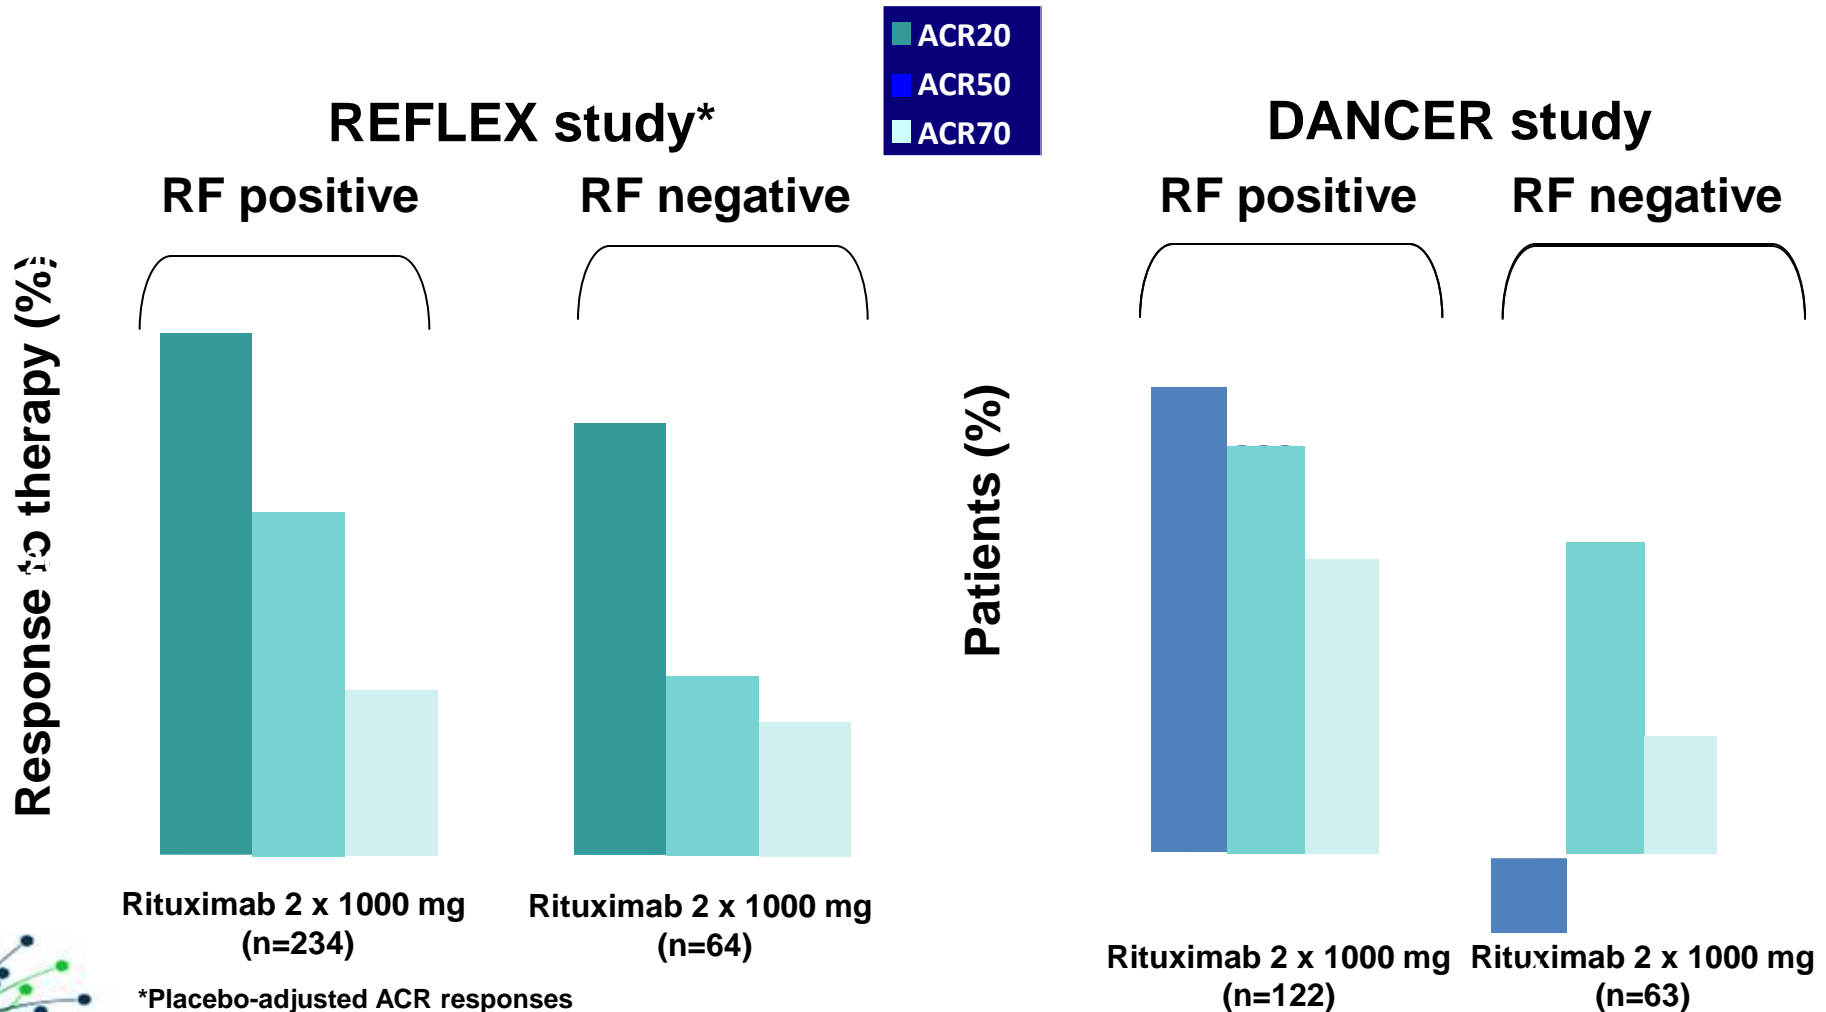 ACR20
ACR50
ACR70
REFLEX study*
DANCER study
RF positive
RF negative
RF positive
RF negative
Response to therapy (%)
Patients (%)
Rituximab 2 x 1000 mg
(n=234)
Rituximab 2 x 1000 mg
(n=64)
Rituximab 2 x 1000 mg
(n=122)
Rituximab 2 x 1000 mg
(n=63)
*Placebo-adjusted ACR responses